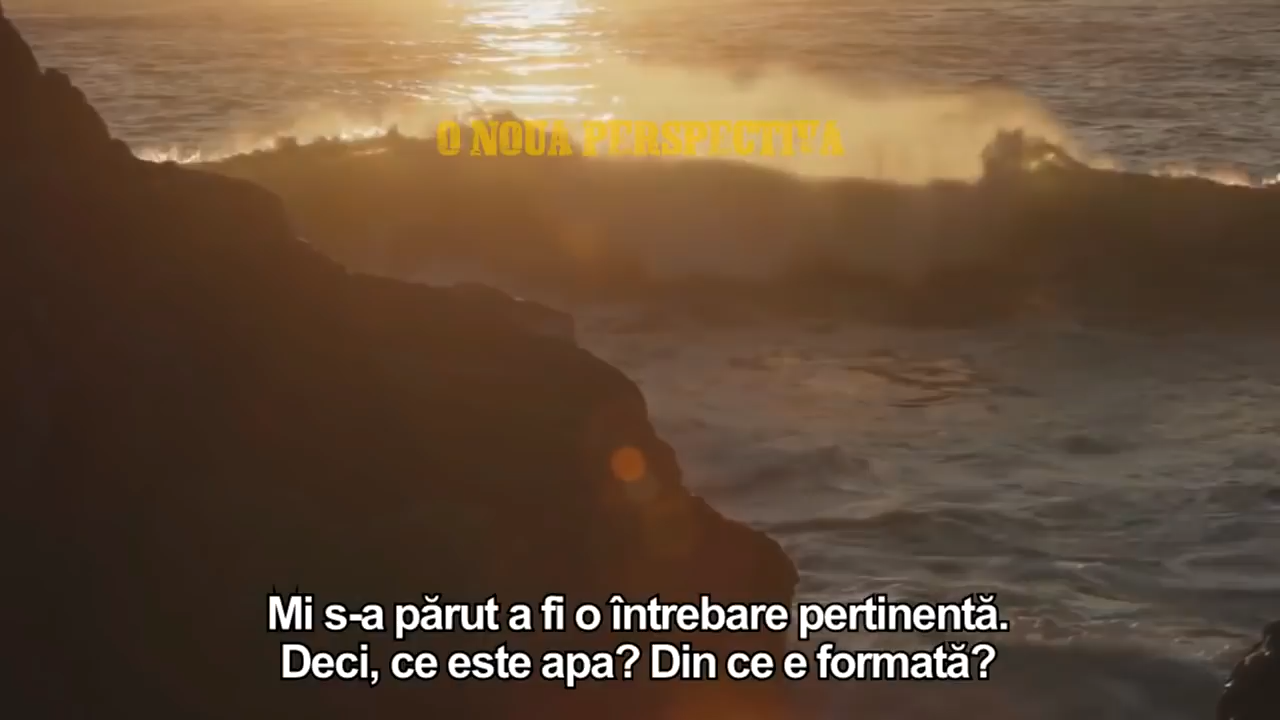 O NOUA PERSPECTIVA
Mi s-a părut a fi o întrebare pertinentă.
Deci, ce este apa? Din ce e formată?